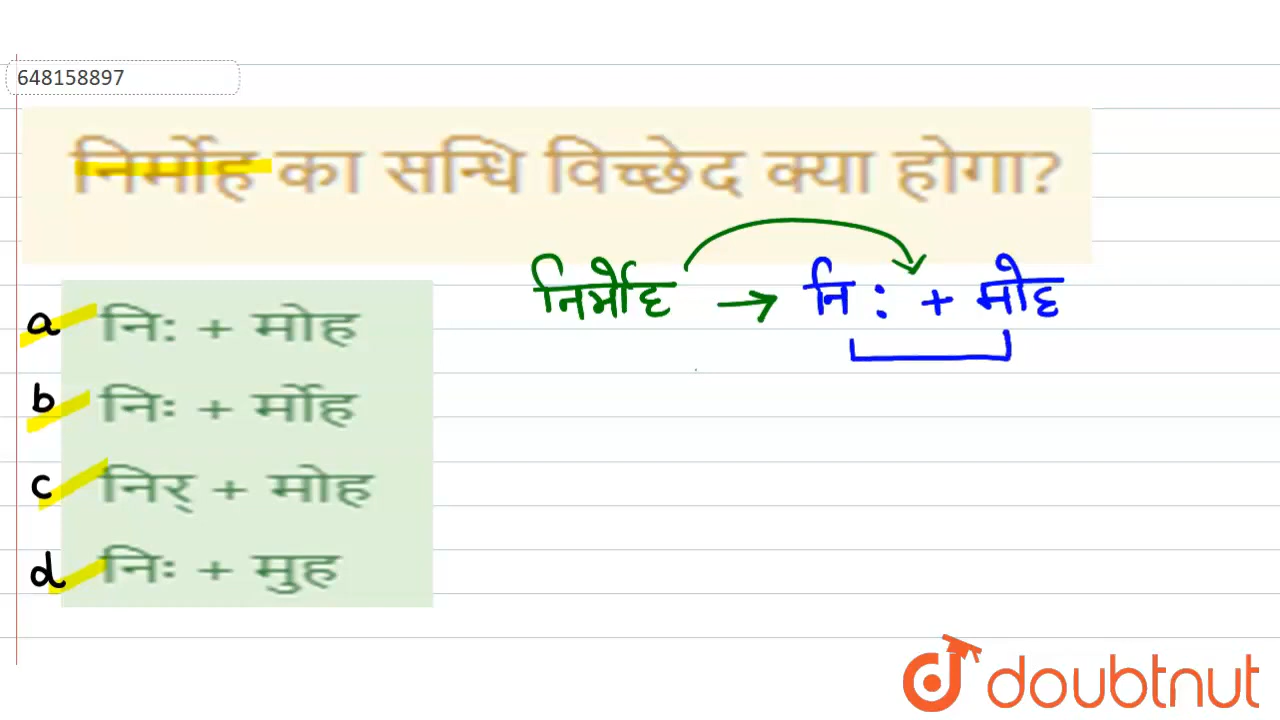 648158897
निर्मोह का सन्धि विच्छेद क्या होगा?
निर्मोह → नि : + मोह
a नि: + मोह
b निः + र्मोह
c निर् + मोह
d निः + मुह
doubtnut